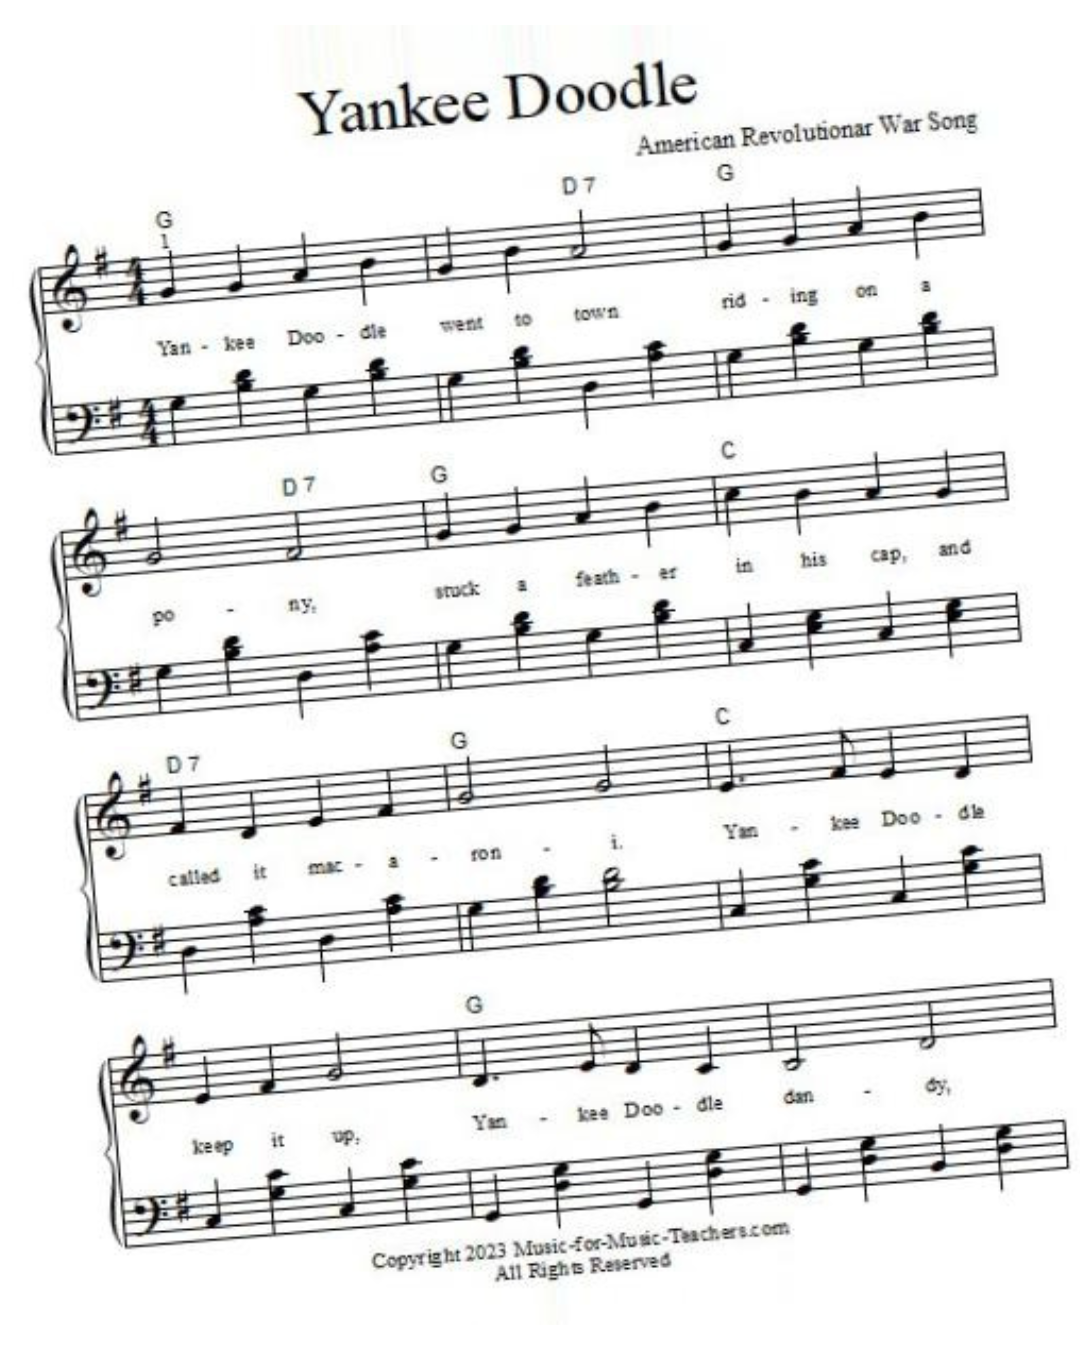 Yankee Doodle
American Revolutionar War Song
G D 7 G
1
4 4
Yan - kee Doo - dle went to town rid - ing on a
4 4
D 7 G C
po - ny, stuck a feath - er in his cap, and
D 7 G C
called it mac - a - ron - i. Yan - kee Doo - dle
G
keep it up, Yan - kee Doo - dle dan - dy,
Copyright 2023 Music-for-Music-Teachers.com
All Rights Reserved